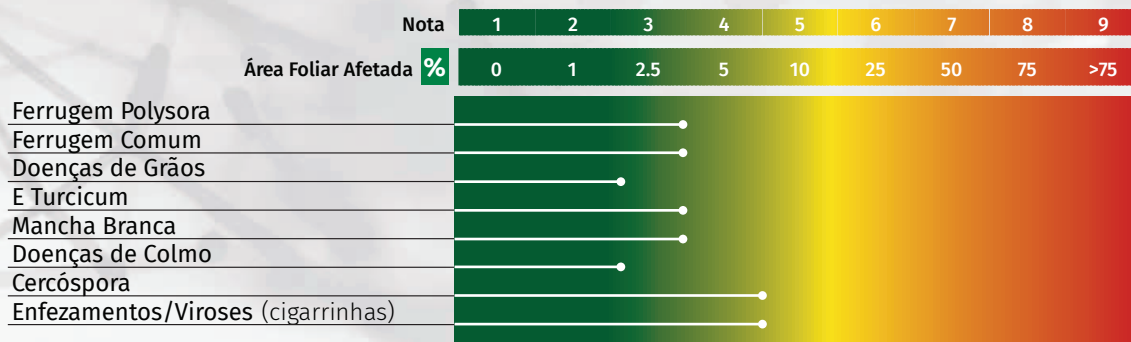 Nota 1 2 3 4 5 6 7 8 9
Área Foliar Afetada % 0 1 2.5 5 10 25 50 75 >75
Ferrugem Polysora
Ferrugem Comum
Doenças de Grãos
E Turcicum
Mancha Branca
Doenças de Colmo
Cercóspora
Enfezamentos/Viroses (cigarrinhas)